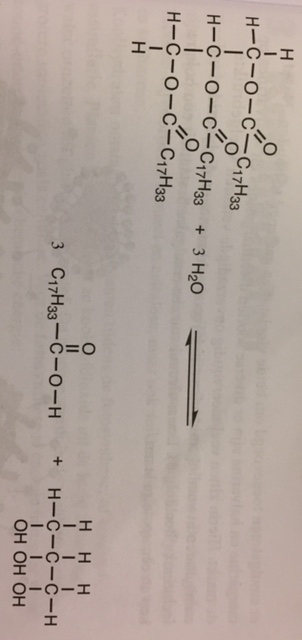 H
O
H—C—O—C—C₁₇H₃₃
O
H—C—O—C—C₁₇H₃₃ + 3 H₂O ⇌
O
H—C—O—C—C₁₇H₃₃
H
O H H H
3 C₁₇H₃₃—C—O—H + H—C—C—C—H
OH OH OH